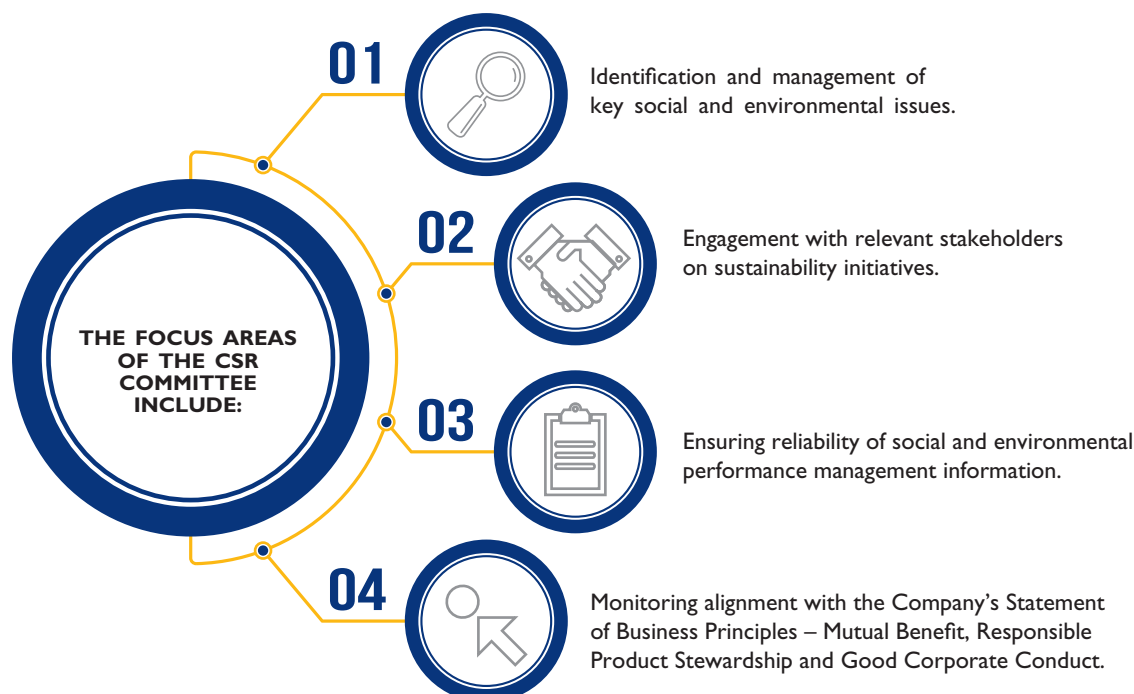 THE FOCUS AREAS
OF THE CSR
COMMITTEE
INCLUDE:
01
Identification and management of
key social and environmental issues.
02
Engagement with relevant stakeholders
on sustainability initiatives.
03
Ensuring reliability of social and environmental
performance management information.
04
Monitoring alignment with the Company’s Statement
of Business Principles – Mutual Benefit, Responsible
Product Stewardship and Good Corporate Conduct.